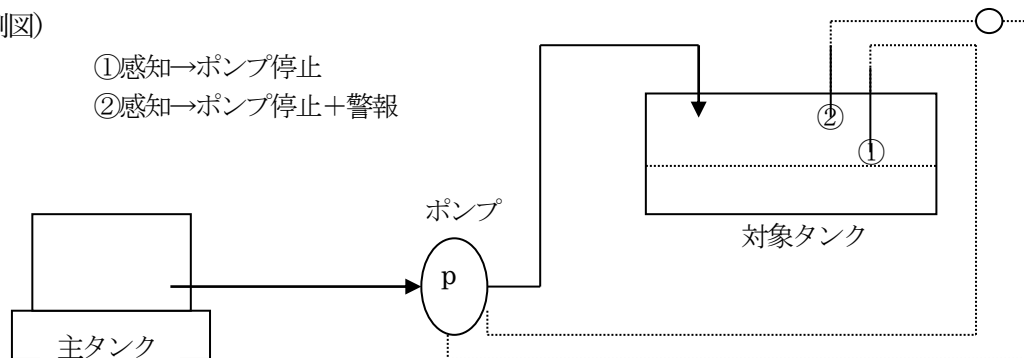 例図)
①感知→ポンプ停止
②感知→ポンプ停止＋警報
②
①
ポンプ
対象タンク
p
主タンク